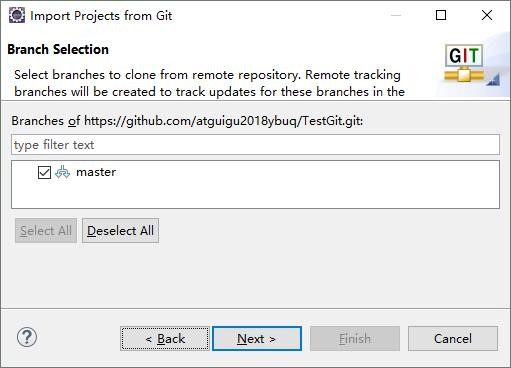 Import Projects from Git
Branch Selection
GIT
Select branches to clone from remote repository. Remote tracking
branches will be created to track updates for these branches in the
Branches of https://github.com/atguigu2018ybuq/TestGit.git:
type filter text
master
Select All
Deselect All
?
< Back
Next >
Finish
Cancel